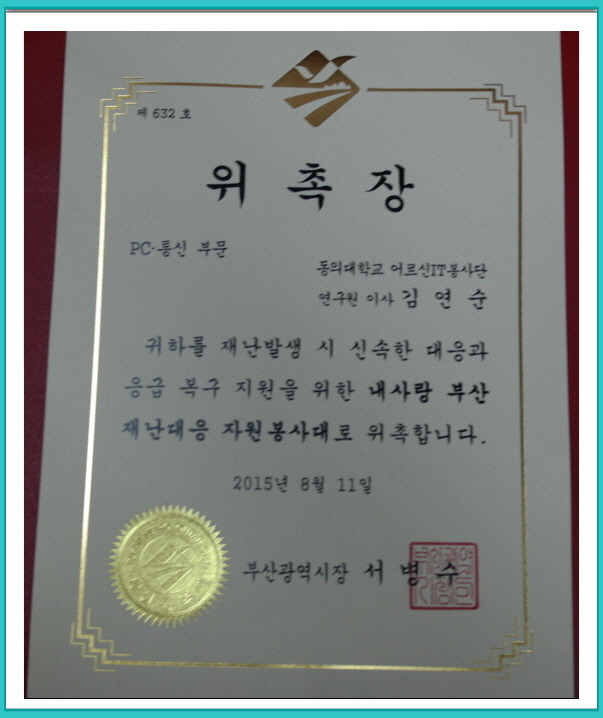 제 632 호
위 촉 장
PC·통신 부문
동의대학교 어르신IT봉사단
연구원 이사 김 연 순
귀하를 재난발생 시 신속한 대응과
응급 복구 지원을 위한 내사랑 부산
재난대응 자원봉사대로 위촉합니다.
2015년 8월 11일
부산광역시장 서 병 수